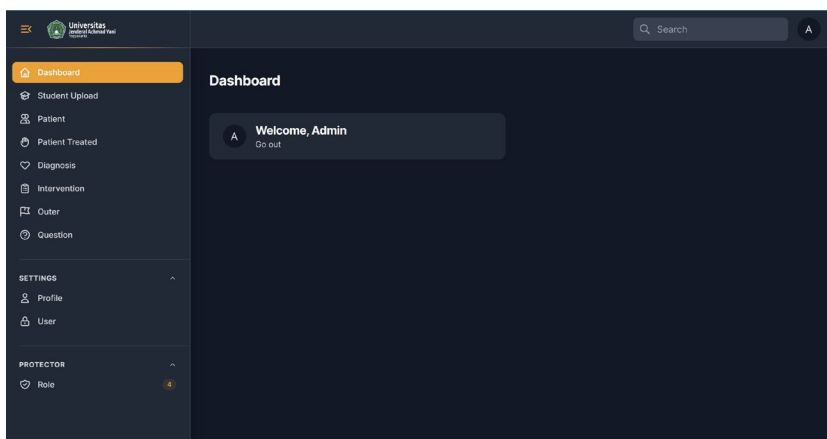 Universitas
Jenderal Achmad Yani
Yogyakarta
Search
A
Dashboard
Student Upload
Patient
Patient Treated
Diagnosis
Intervention
Outer
Question
SETTINGS
Profile
User
PROTECTOR
Role
4
Dashboard
A
Welcome, Admin
Go out